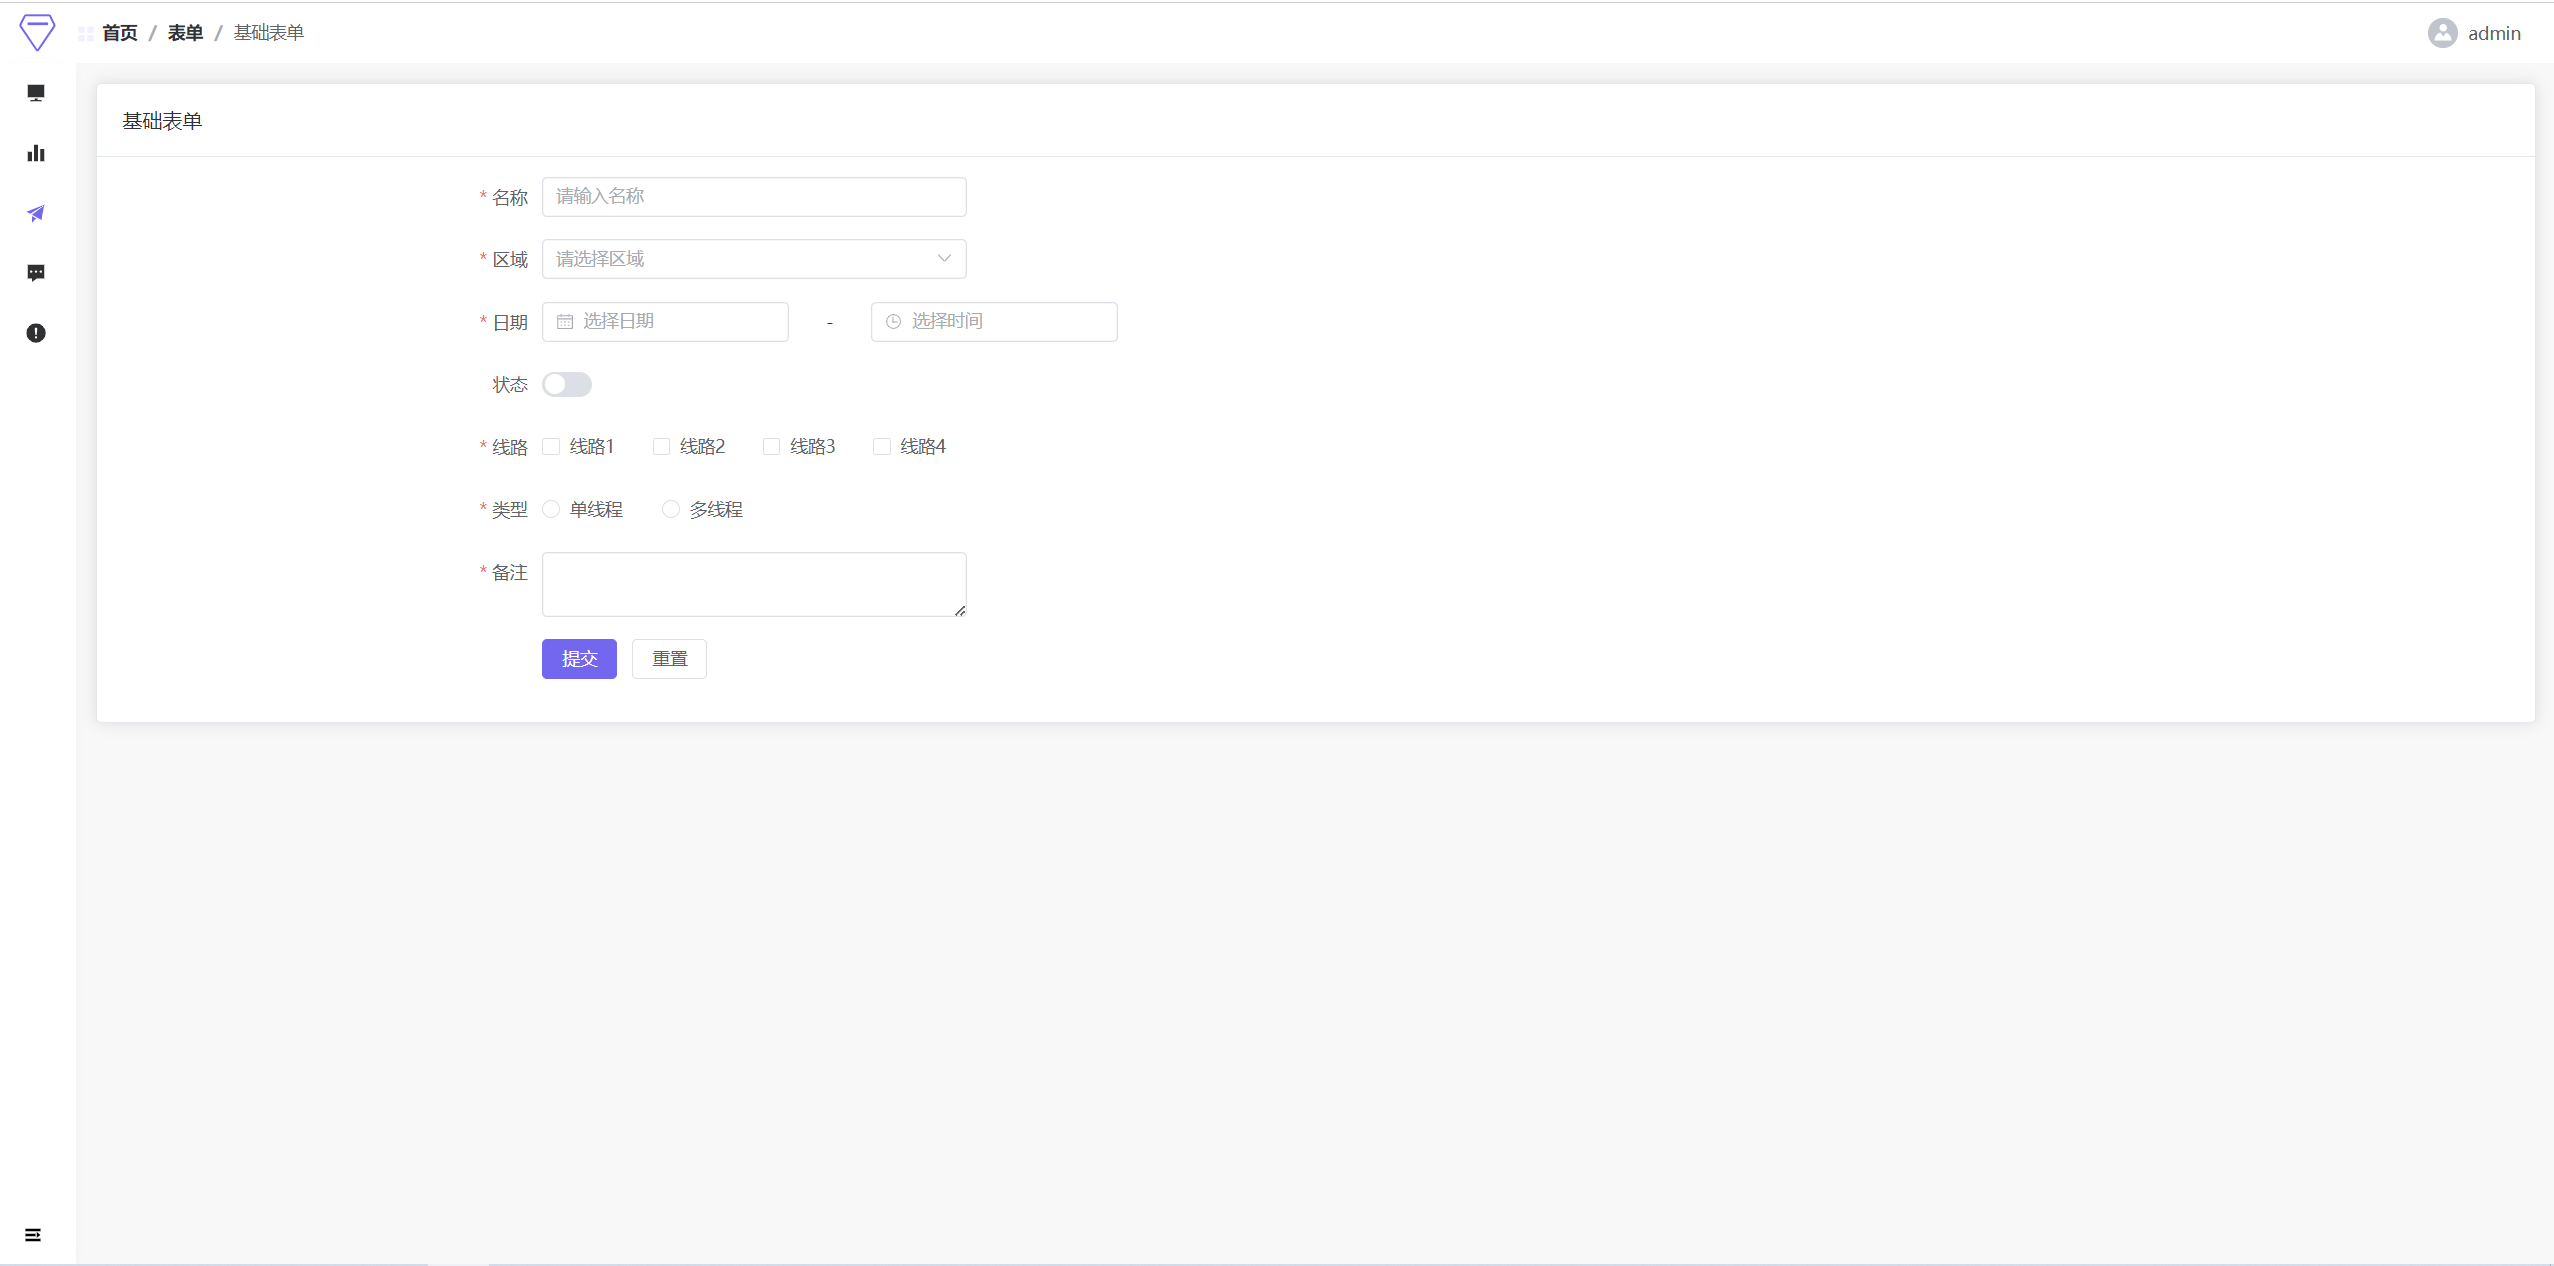 首页 / 表单 / 基础表单 admin
基础表单
* 名称 请输入名称
* 区域 请选择区域
* 日期 选择日期 - 选择时间
状态
* 线路 线路1 线路2 线路3 线路4
* 类型 单线程 多线程
* 备注
提交 重置